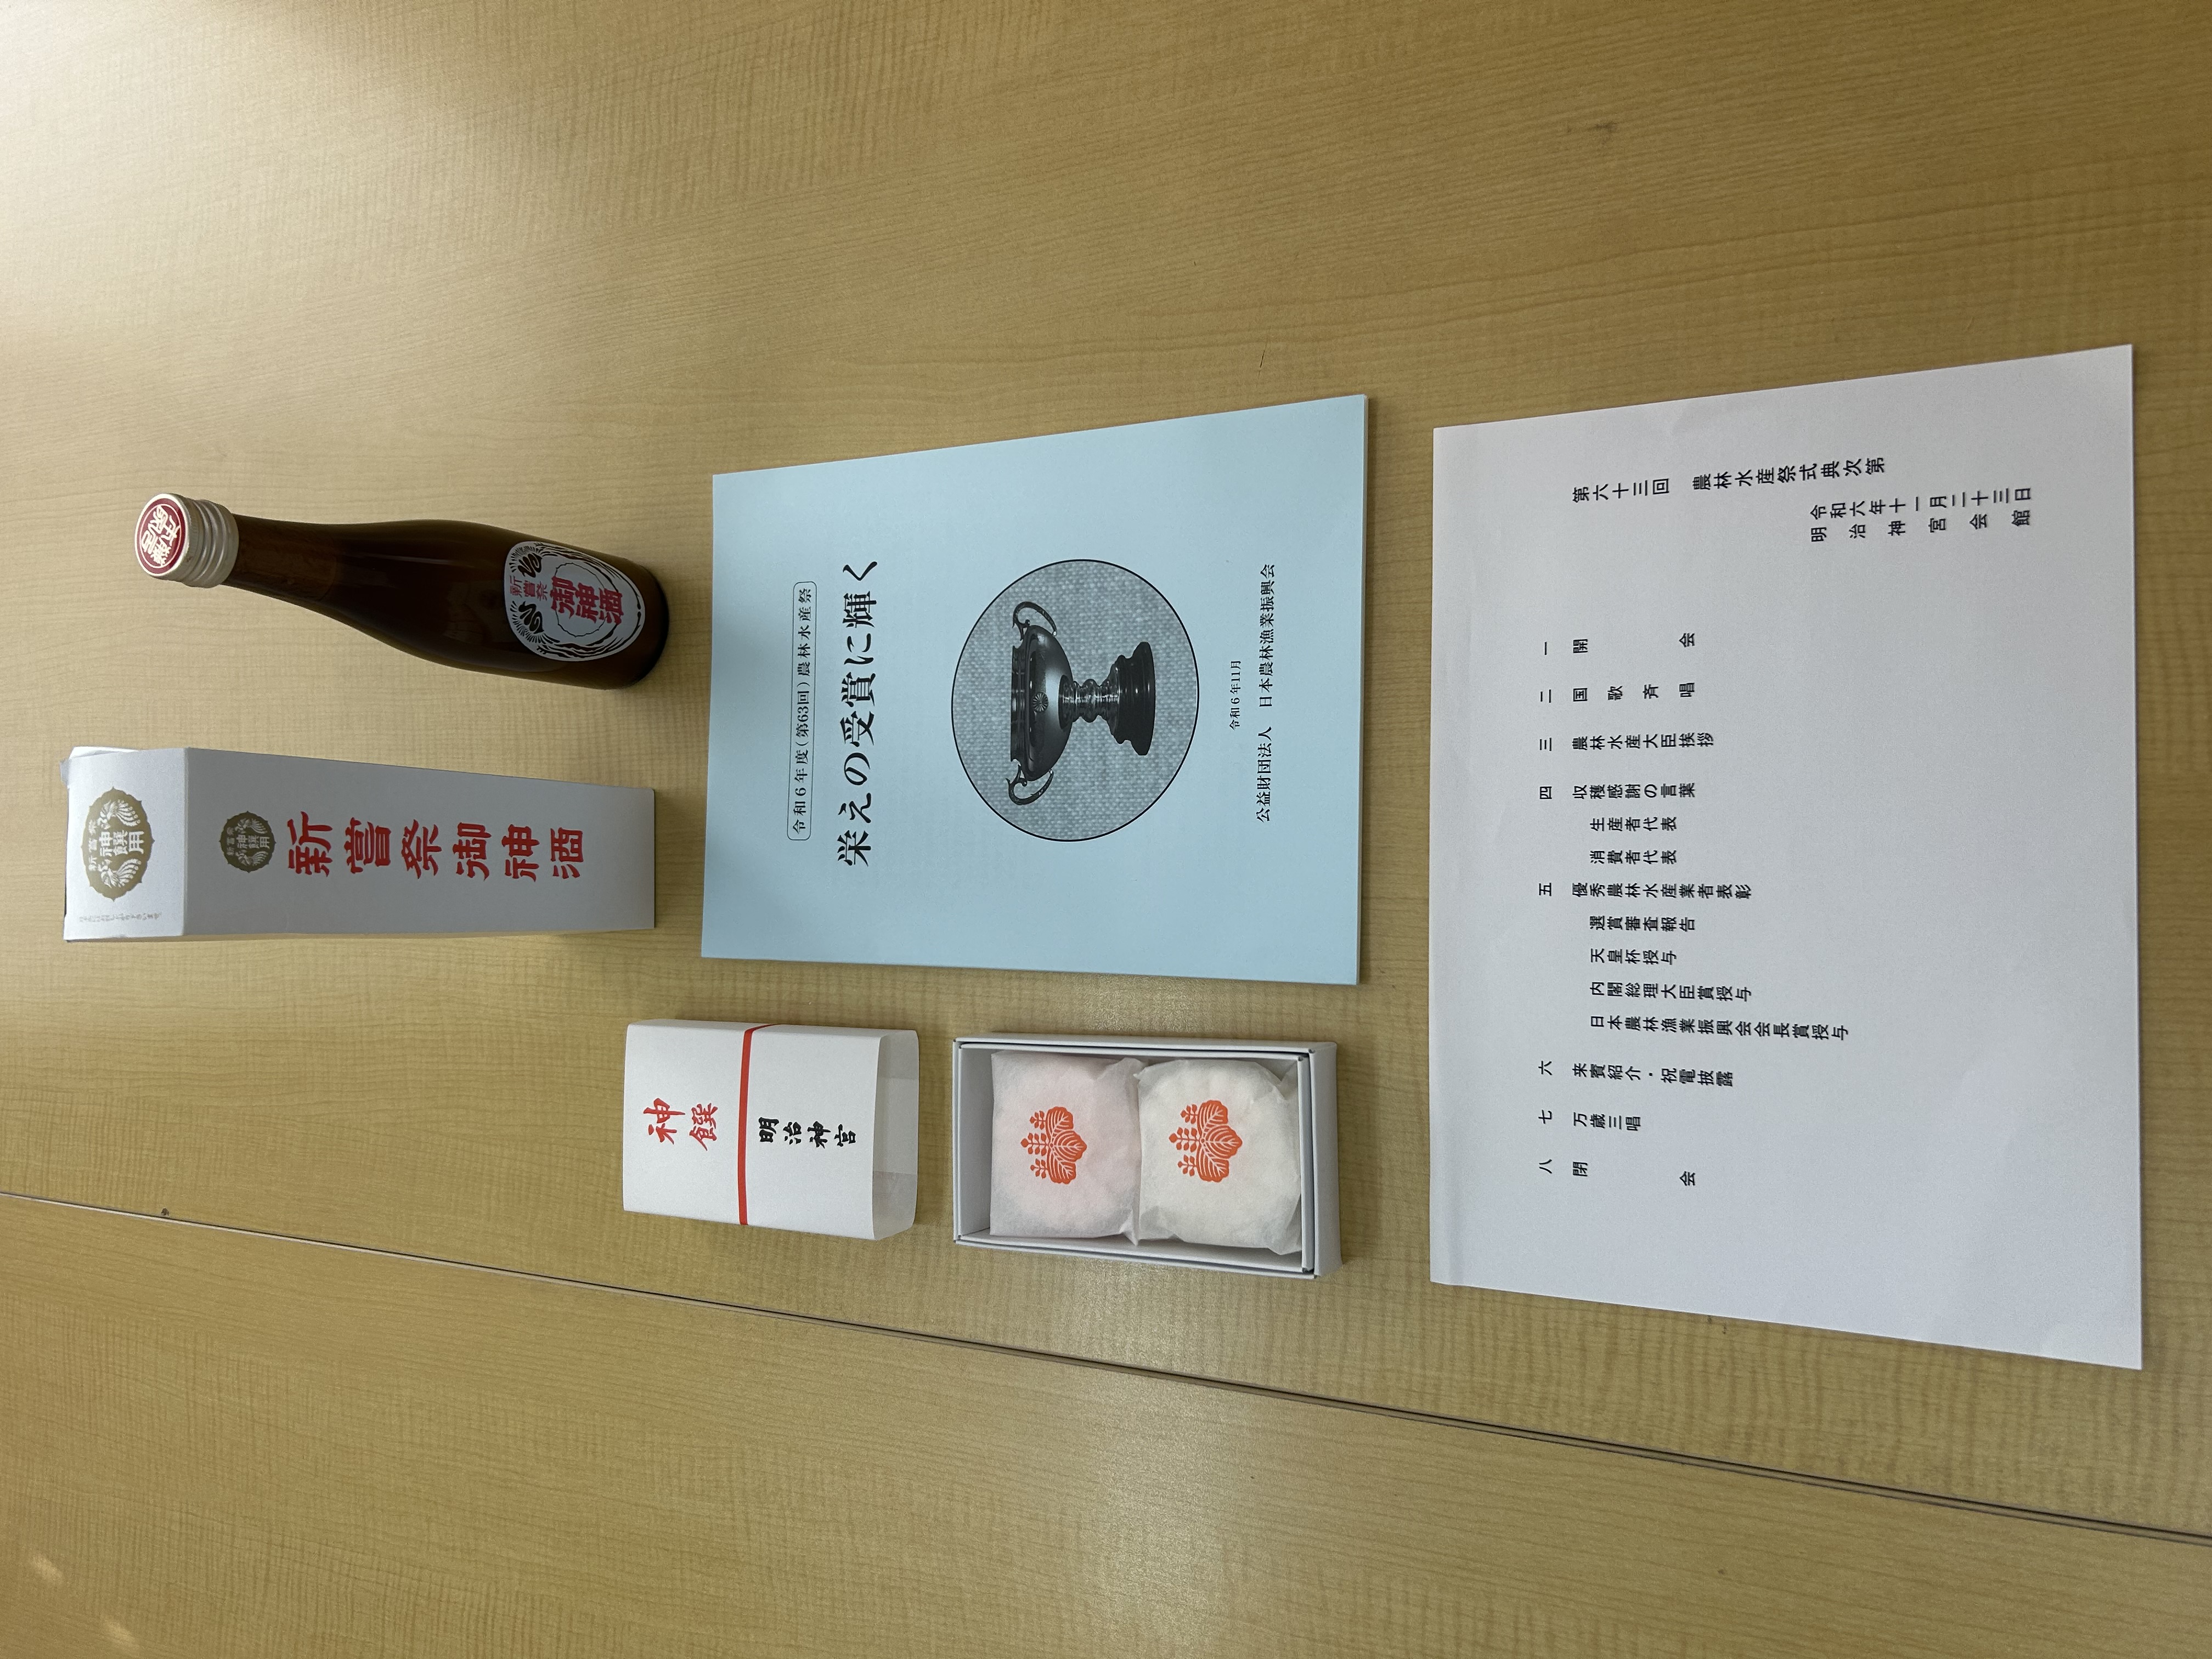 新嘗祭
神饌用
新嘗祭
神饌用
新嘗祭御神酒
新嘗祭
御神酒
令和6年度(第63回)農林水産祭
栄えの受賞に輝く
令和6年11月
公益財団法人 日本農林漁業振興会
神饌
明治神宮
第六十三回 農林水産祭式典次第
令和六年十一月二十三日
明治神宮会館
一 開会
二 国歌斉唱
三 農林水産大臣挨拶
四 収穫感謝の言葉
生産者代表
消費者代表
五 優秀農林水産業者表彰
選賞審査報告
天皇杯授与
内閣総理大臣賞授与
日本農林漁業振興会会長賞授与
六 来賓紹介・祝電披露
七 万歳三唱
八 閉会